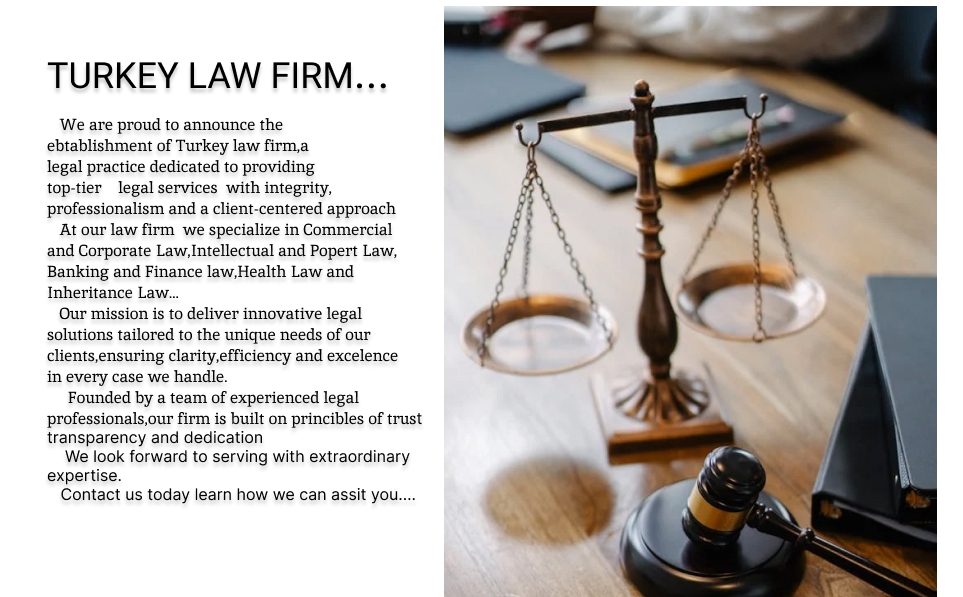 TURKEY LAW FIRM...
We are proud to announce the
ebtablishment of Turkey law firm,a
legal practice dedicated to providing
top-tier legal services with integrity,
professionalism and a client-centered approach
At our law firm we specialize in Commercial
and Corporate Law,Intellectual and Popert Law,
Banking and Finance law,Health Law and
Inheritance Law...
Our mission is to deliver innovative legal
solutions tailored to the unique needs of our
clients,ensuring clarity,efficiency and excelence
in every case we handle.
Founded by a team of experienced legal
professionals,our firm is built on princibles of trust
transparency and dedication
We look forward to serving with extraordinary
expertise.
Contact us today learn how we can assit you....